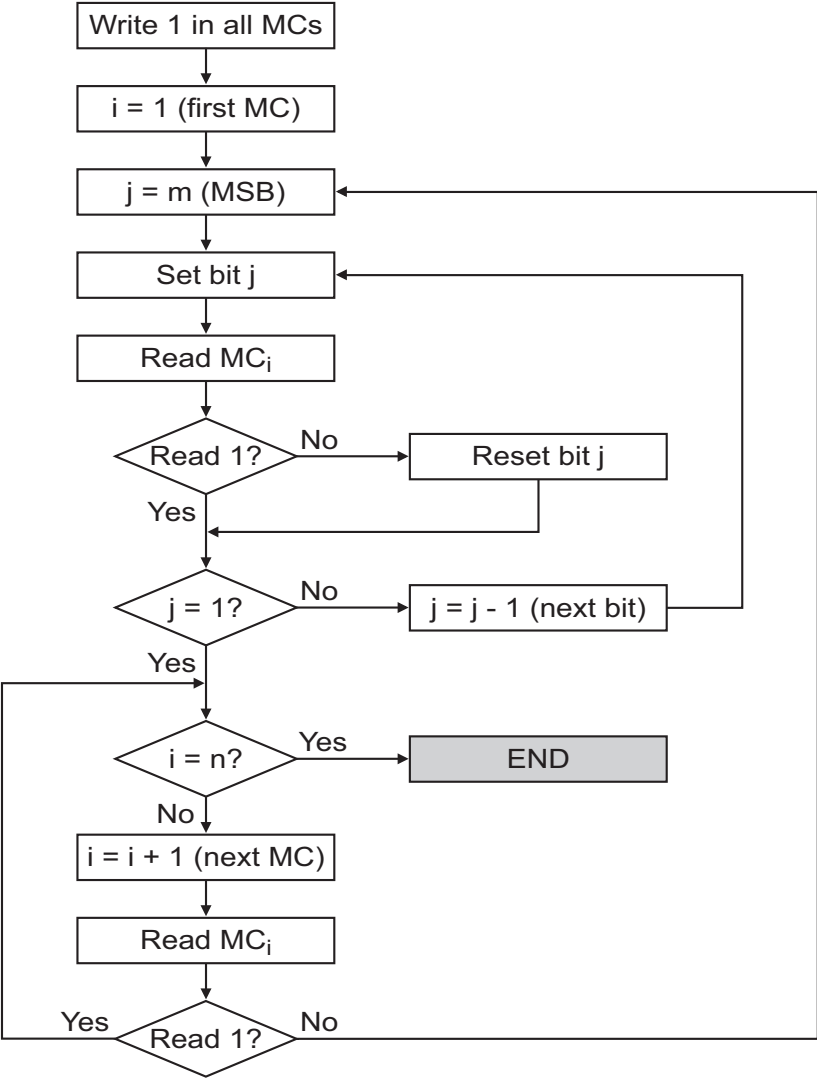 Write 1 in all MCs
i = 1 (first MC)
j = m (MSB)
Set bit j
Read MCi
Read 1?
No
Reset bit j
Yes
j = 1?
No
j = j - 1 (next bit)
Yes
i = n?
Yes
END
No
i = i + 1 (next MC)
Read MCi
Yes
Read 1?
No